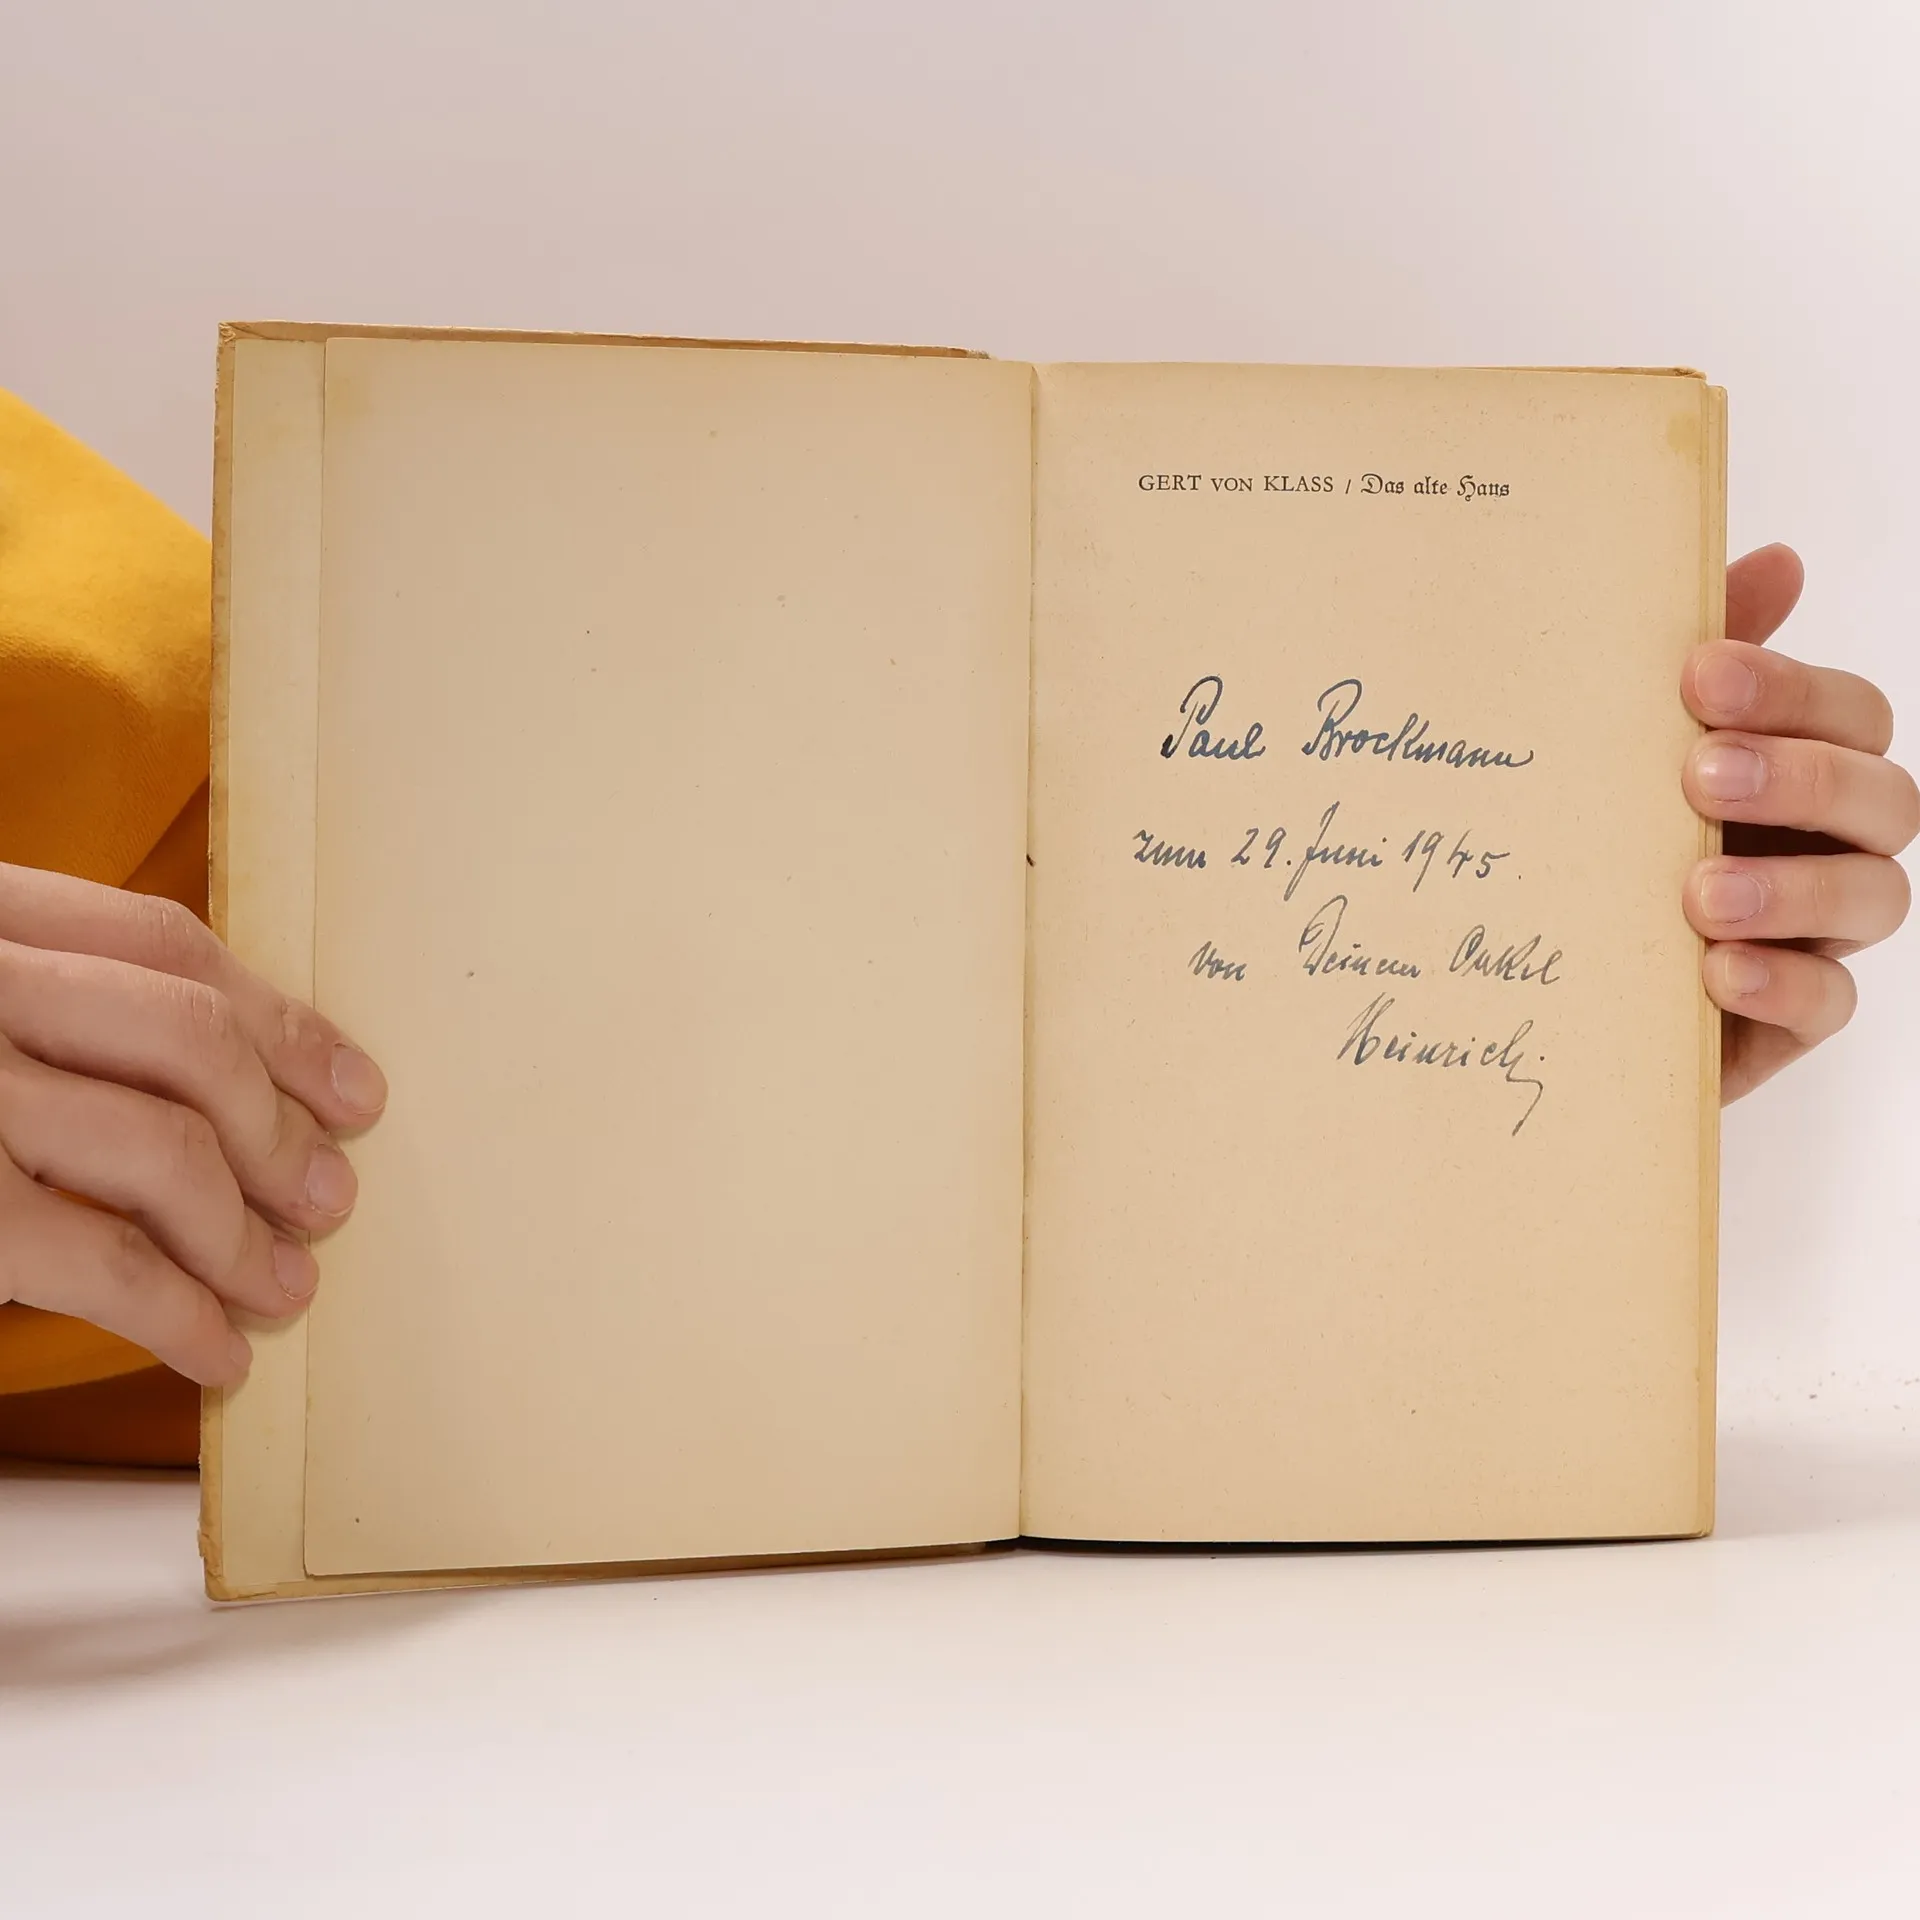 GERT VON KLASS / Das alte Haus
Paul Brockmann
zum 29. Juni 1945.
von Deinem Onkel
Heinrich.